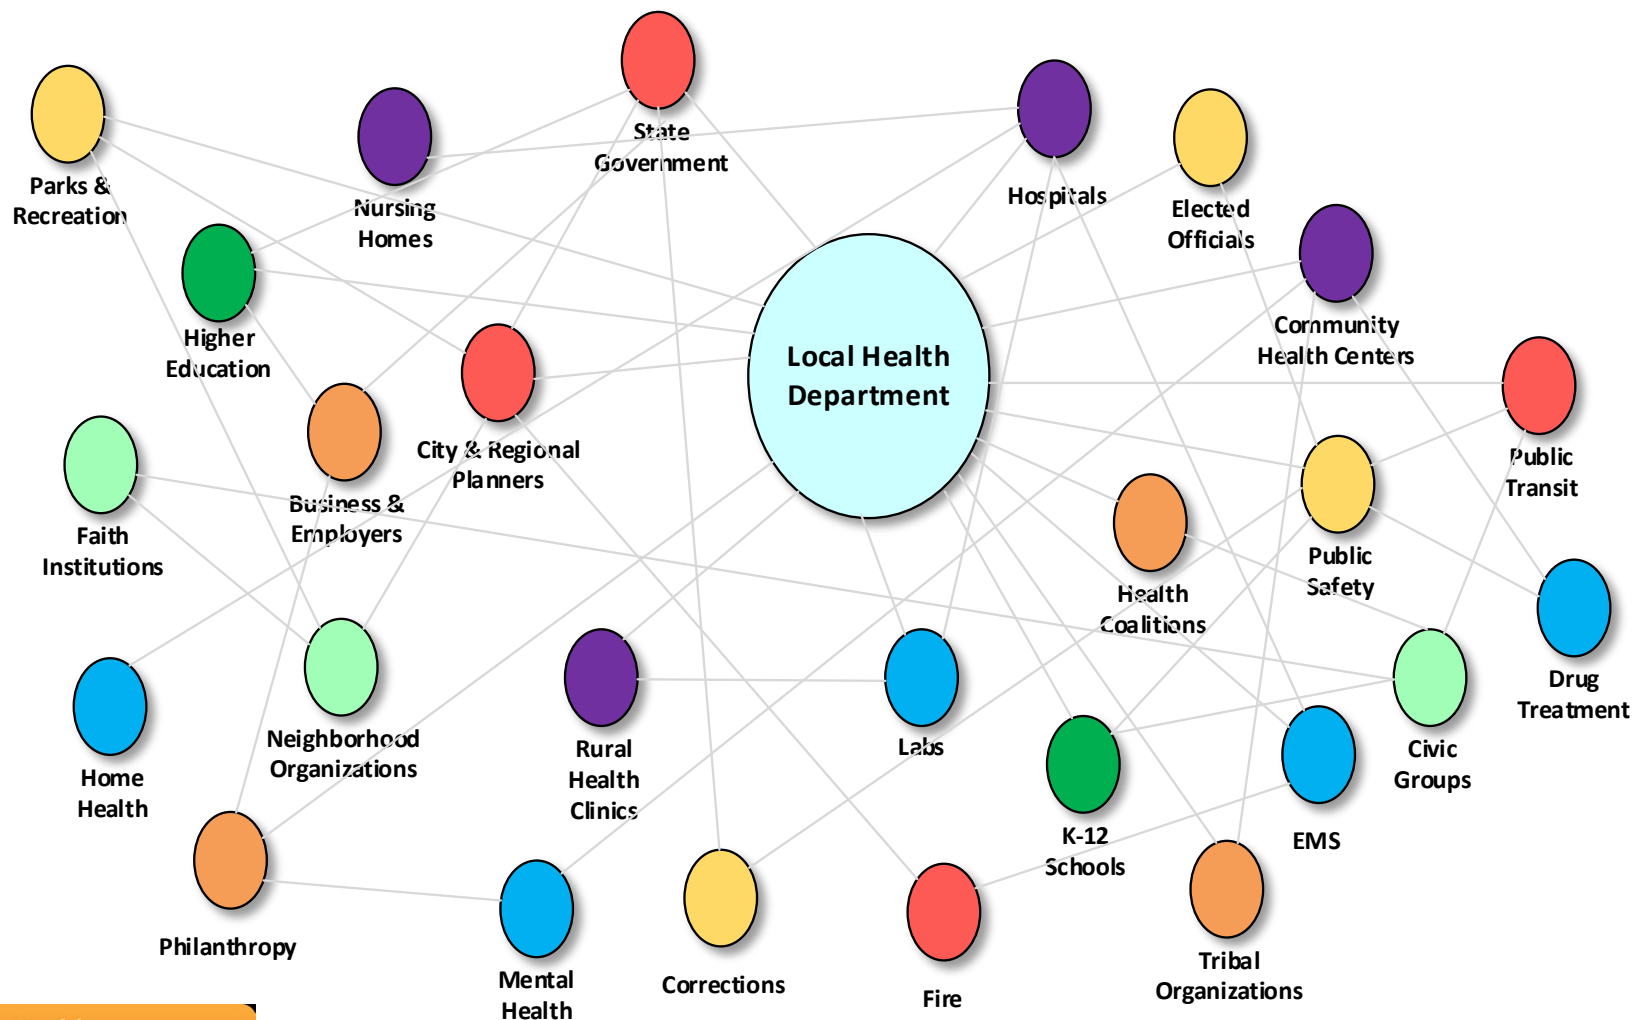 State
Government
Parks &
Recreation
Nursing
Homes
Hospitals
Elected
Officials
Higher
Education
Local Health
Department
Community
Health Centers
City & Regional
Planners
Public
Transit
Business &
Employers
Faith
Institutions
Health
Coalitions
Public
Safety
Drug
Treatment
Neighborhood
Organizations
Home
Health
Rural
Health
Clinics
Labs
K-12
Schools
EMS
Civic
Groups
Philanthropy
Mental
Health
Corrections
Fire
Tribal
Organizations